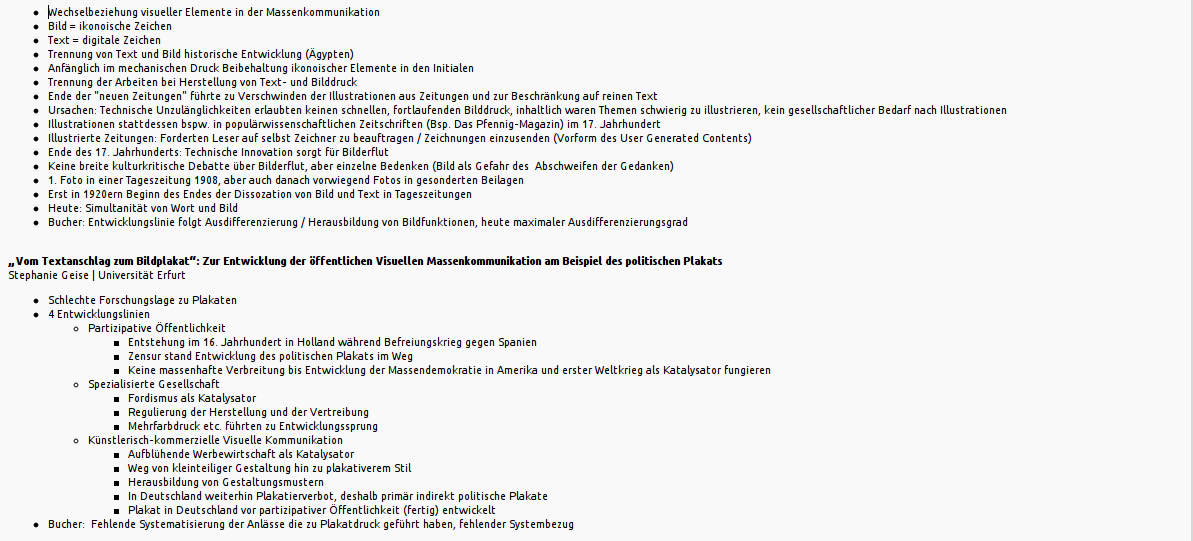 Wechselbeziehung visueller Elemente in der Massenkommunikation
Bild = ikonoische Zeichen
Text = digitale Zeichen
Trennung von Text und Bild historische Entwicklung (Ägypten)
Anfänglich im mechanischen Druck Beibehaltung ikonoischer Elemente in den Initialen
Trennung der Arbeiten bei Herstellung von Text- und Bilddruck
Ende der "neuen Zeitungen" führte zu Verschwinden der Illustrationen aus Zeitungen und zur Beschränkung auf reinen Text
Ursachen: Technische Unzulänglichkeiten erlaubten keinen schnellen, fortlaufenden Bilddruck, inhaltlich waren Themen schwierig zu illustrieren, kein gesellschaftlicher Bedarf nach Illustrationen
Illustrationen stattdessen bspw. in populärwissenschaftlichen Zeitschriften (Bsp. Das Pfennig-Magazin) im 17. Jahrhundert
Illustrierte Zeitungen: Forderten Leser auf selbst Zeichner zu beauftragen / Zeichnungen einzusenden (Vorform des User Generated Contents)
Ende des 17. Jahrhunderts: Technische Innovation sorgt für Bilderflut
Keine breite kulturkritische Debatte über Bilderflut, aber einzelne Bedenken (Bild als Gefahr des Abschweifen der Gedanken)
1. Foto in einer Tageszeitung 1908, aber auch danach vorwiegend Fotos in gesonderten Beilagen
Erst in 1920ern Beginn des Endes der Dissozation von Bild und Text in Tageszeitungen
Heute: Simultanität von Wort und Bild
Bucher: Entwicklungslinie folgt Ausdifferenzierung / Herausbildung von Bildfunktionen, heute maximaler Ausdifferenzierungsgrad
„Vom Textanschlag zum Bildplakat“: Zur Entwicklung der öffentlichen Visuellen Massenkommunikation am Beispiel des politischen Plakats
Stephanie Geise | Universität Erfurt
Schlechte Forschungslage zu Plakaten
4 Entwicklungslinien
Partizipative Öffentlichkeit
Entstehung im 16. Jahrhundert in Holland während Befreiungskrieg gegen Spanien
Zensur stand Entwicklung des politischen Plakats im Weg
Keine massenhafte Verbreitung bis Entwicklung der Massendemokratie in Amerika und erster Weltkrieg als Katalysator fungieren
Spezialisierte Gesellschaft
Fordismus als Katalysator
Regulierung der Herstellung und der Vertreibung
Mehrfarbdruck etc. führten zu Entwicklungssprung
Künstlerisch-kommerzielle Visuelle Kommunikation
Aufblühende Werbewirtschaft als Katalysator
Weg von kleinteiliger Gestaltung hin zu plakativerem Stil
Herausbildung von Gestaltungsmustern
In Deutschland weiterhin Plakatierverbot, deshalb primär indirekt politische Plakate
Plakat in Deutschland vor partizipativer Öffentlichkeit (fertig) entwickelt
Bucher: Fehlende Systematisierung der Anlässe die zu Plakatdruck geführt haben, fehlender Systembezug